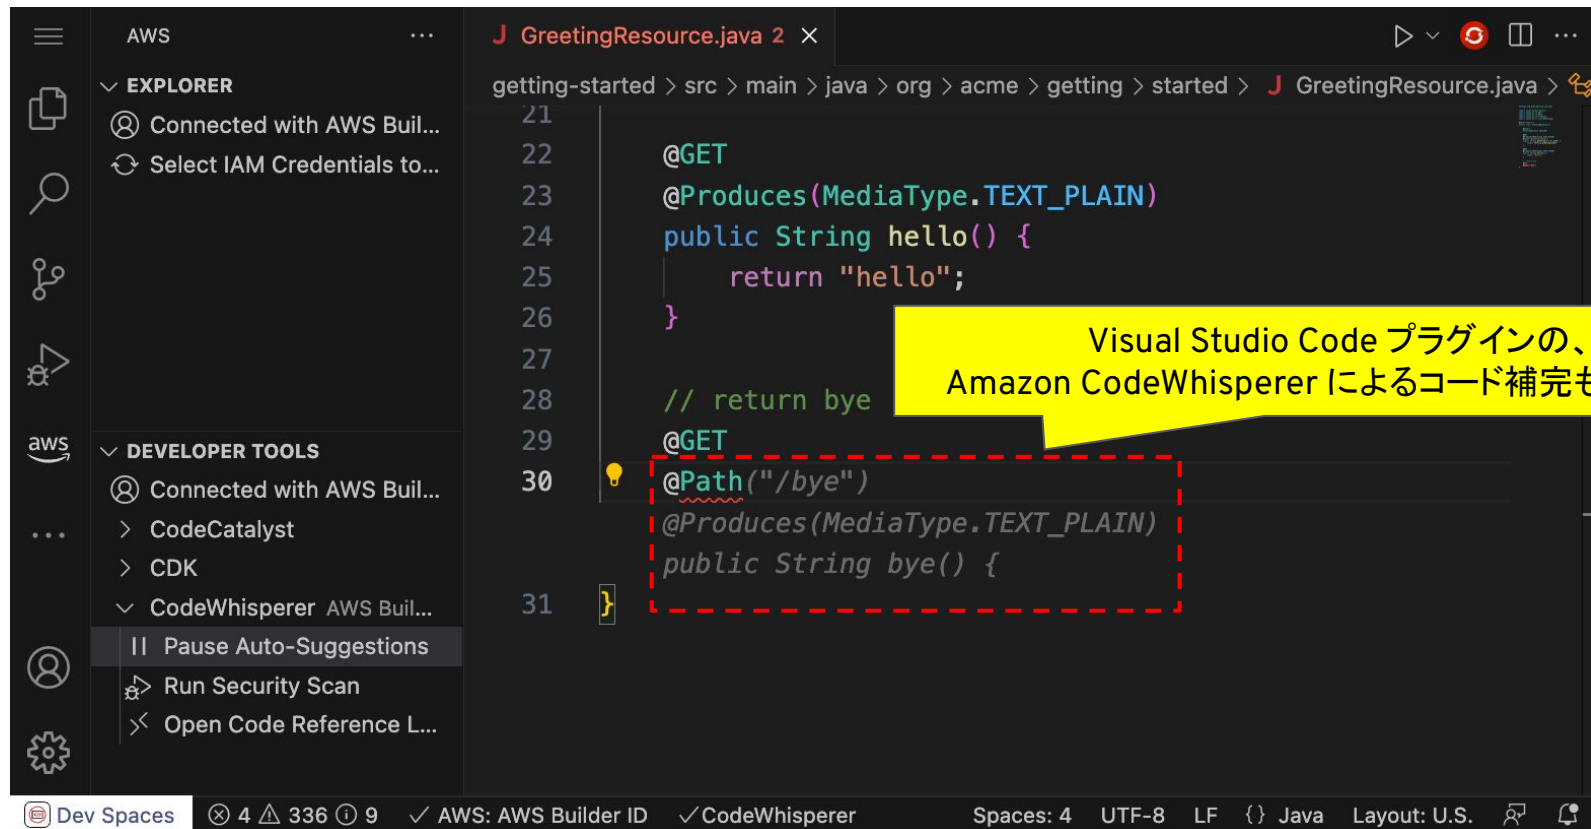 AWS
EXPLORER
Connected with AWS Buil...
Select IAM Credentials to...
aws
DEVELOPER TOOLS
Connected with AWS Buil...
CodeCatalyst
CDK
CodeWhisperer AWS Buil...
Pause Auto-Suggestions
Run Security Scan
Open Code Reference L...
J GreetingResource.java 2
getting-started > src > main > java > org > acme > getting > started > J GreetingResource.java >
21
22 @GET
23 @Produces(MediaType.TEXT_PLAIN)
24 public String hello() {
25 return "hello";
26 }
27
28 // return bye
29 @GET
30 @Path("/bye")
@Produces(MediaType.TEXT_PLAIN)
public String bye() {
31 }
Visual Studio Code プラグインの、
Amazon CodeWhisperer によるコード補完も
Dev Spaces 4 336 9 AWS: AWS Builder ID CodeWhisperer Spaces: 4 UTF-8 LF {} Java Layout: U.S.